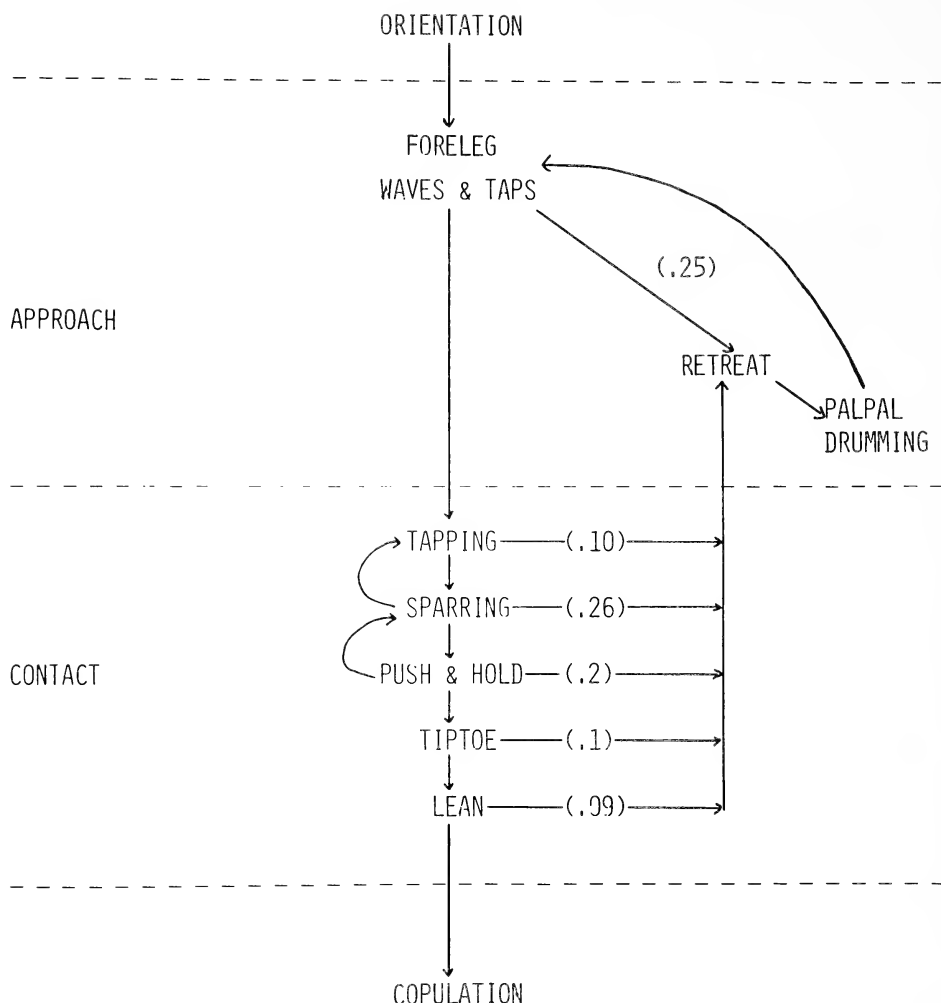 ORIENTATION
FORELEG
WAVES & TAPS
(.25)
APPROACH
RETREAT
PALPAL
DRUMMING
TAPPING (.10)
SPARRING (.26)
CONTACT
PUSH & HOLD (.2)
TIPTOE (.1)
LEAN (.09)
COPULATION